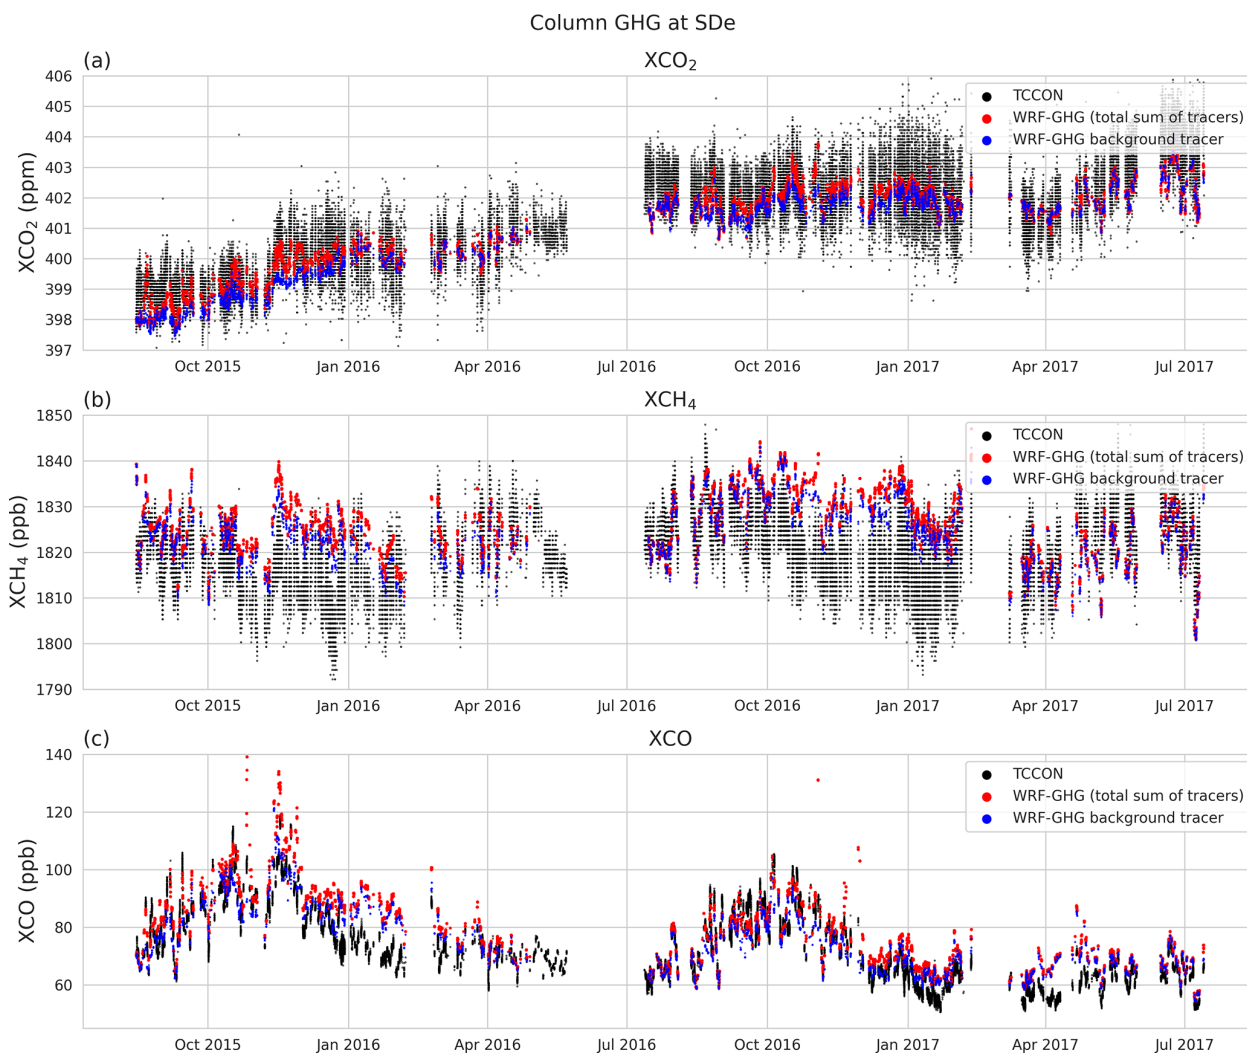 Column GHG at SDe
(a) XCO₂
XCO₂ (ppm)
406
405
404
403
402
401
400
399
398
397
TCCON
WRF-GHG (total sum of tracers)
WRF-GHG background tracer
Oct 2015 Jan 2016 Apr 2016 Jul 2016 Oct 2016 Jan 2017 Apr 2017 Jul 2017
(b) XCH₄
XCH₄ (ppb)
1850
1840
1830
1820
1810
1800
1790
TCCON
WRF-GHG (total sum of tracers)
WRF-GHG background tracer
Oct 2015 Jan 2016 Apr 2016 Jul 2016 Oct 2016 Jan 2017 Apr 2017 Jul 2017
(c) XCO
XCO (ppb)
140
120
100
80
60
TCCON
WRF-GHG (total sum of tracers)
WRF-GHG background tracer
Oct 2015 Jan 2016 Apr 2016 Jul 2016 Oct 2016 Jan 2017 Apr 2017 Jul 2017